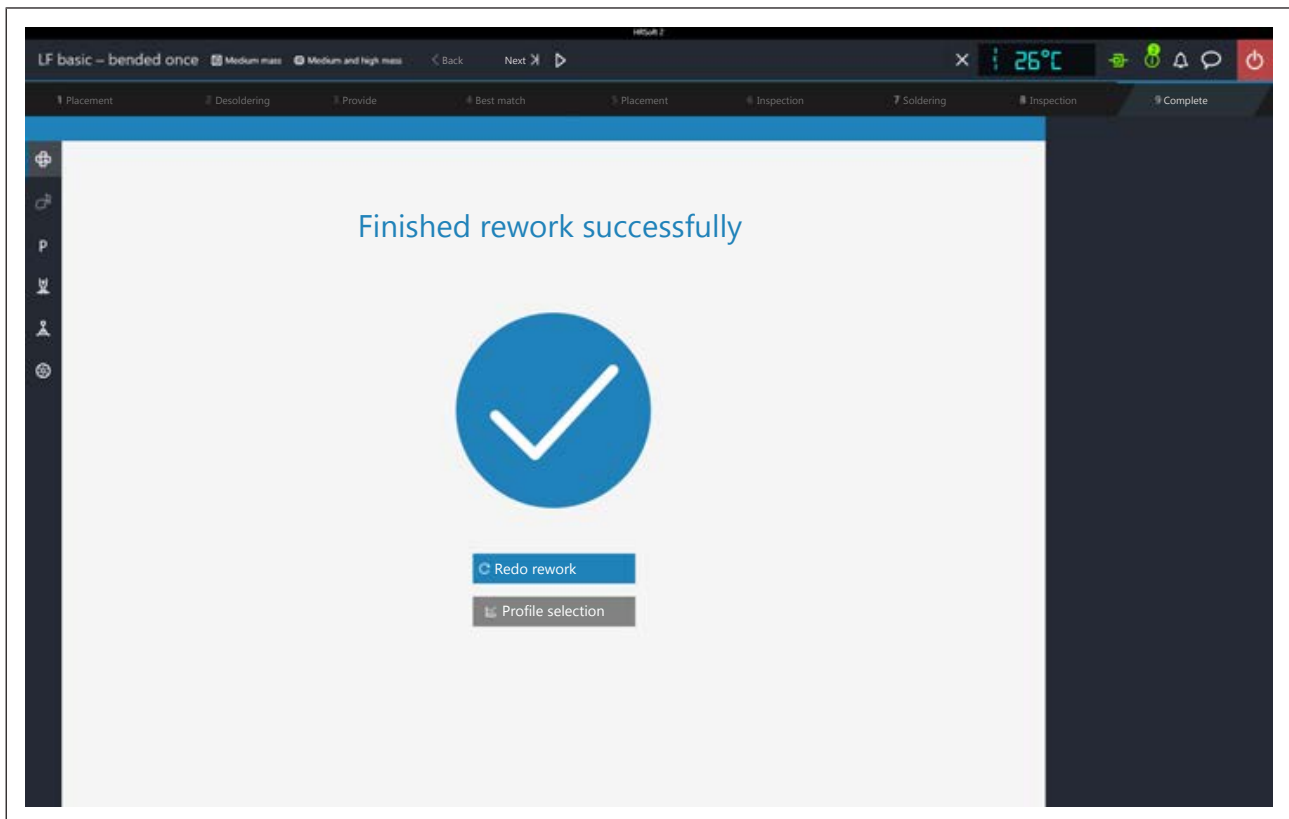 HRSoft 2
LF basic – bended once Medium mass Medium and high mass Back Next 26°C
1 Placement 2 Desoldering 3 Provide 4 Best match 5 Placement 6 Inspection 7 Soldering 8 Inspection 9 Complete
P
Finished rework successfully
Redo rework
Profile selection